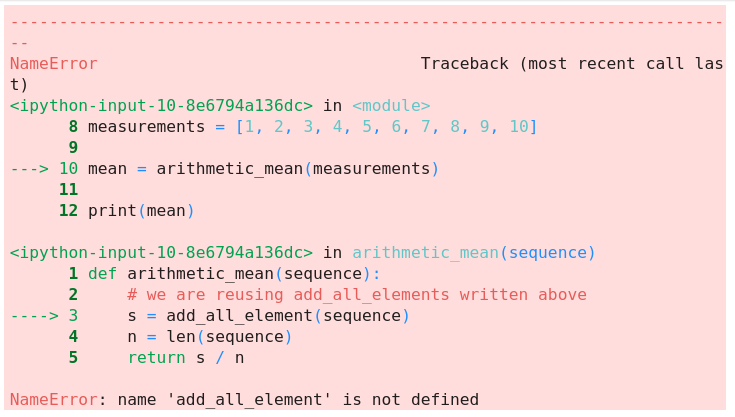 -------------------------------------------------------------------------
--
NameError                                 Traceback (most recent call las
t)
<ipython-input-10-8e6794a136dc> in <module>
      8 measurements = [1, 2, 3, 4, 5, 6, 7, 8, 9, 10]
      9
---> 10 mean = arithmetic_mean(measurements)
     11
     12 print(mean)

<ipython-input-10-8e6794a136dc> in arithmetic_mean(sequence)
      1 def arithmetic_mean(sequence):
      2     # we are reusing add_all_elements written above
----> 3     s = add_all_element(sequence)
      4     n = len(sequence)
      5     return s / n

NameError: name 'add_all_element' is not defined